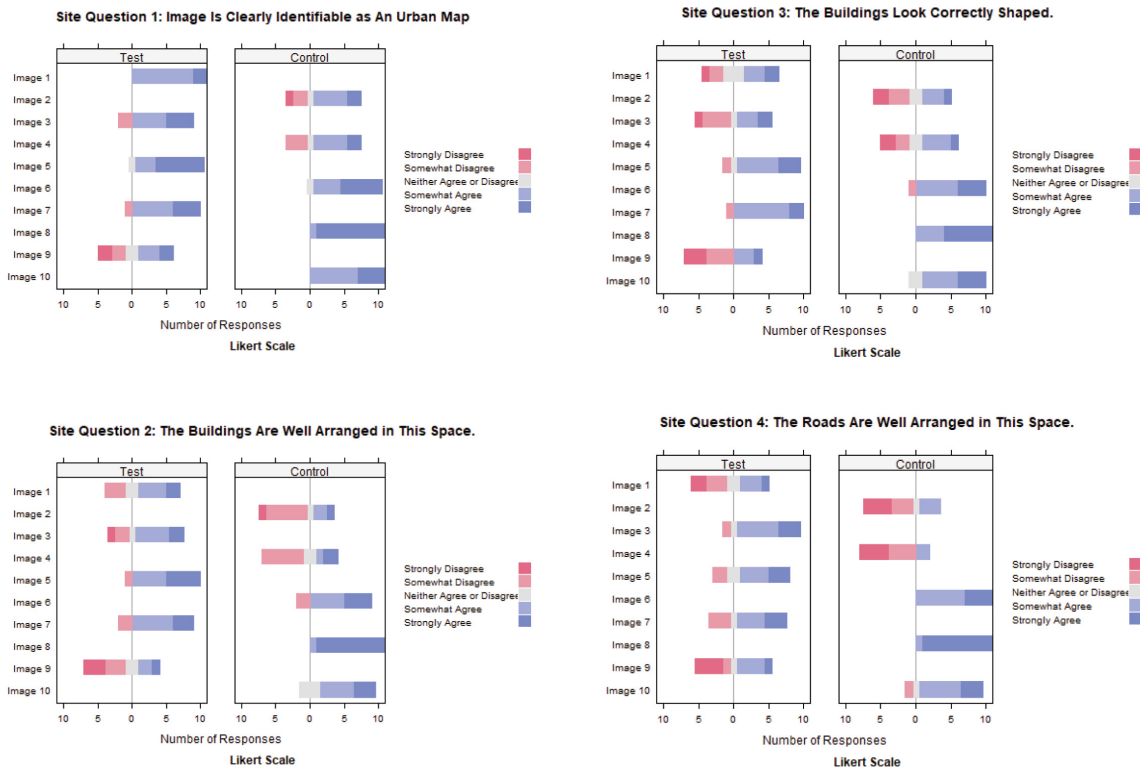 Site Question 1: Image Is Clearly Identifiable as An Urban Map
10 5 0 5 10 10 5 0 5 10
Test Control
Image 1
Image 2
Image 3
Image 4
Image 5
Image 6
Image 7
Image 8
Image 9
Image 10
Strongly Disagree
Somewhat Disagree
Neither Agree or Disagree
Somewhat Agree
Strongly Agree
10 5 0 5 10 10 5 0 5 10
Number of Responses
Likert Scale
Site Question 3: The Buildings Look Correctly Shaped.
Test Control
Image 1
Image 2
Image 3
Image 4
Image 5
Image 6
Image 7
Image 8
Image 9
Image 10
Strongly Disagree
Somewhat Disagree
Neither Agree or Disagree
Somewhat Agree
Strongly Agree
10 5 0 5 10 10 5 0 5 10
Number of Responses
Likert Scale
Site Question 2: The Buildings Are Well Arranged in This Space.
Test Control
Image 1
Image 2
Image 3
Image 4
Image 5
Image 6
Image 7
Image 8
Image 9
Image 10
Strongly Disagree
Somewhat Disagree
Neither Agree or Disagree
Somewhat Agree
Strongly Agree
10 5 0 5 10 10 5 0 5 10
Number of Responses
Likert Scale
Site Question 4: The Roads Are Well Arranged in This Space.
Test Control
Image 1
Image 2
Image 3
Image 4
Image 5
Image 6
Image 7
Image 8
Image 9
Image 10
Strongly Disagree
Somewhat Disagree
Neither Agree or Disagree
Somewhat Agree
Strongly Agree
10 5 0 5 10 10 5 0 5 10
Number of Responses
Likert Scale